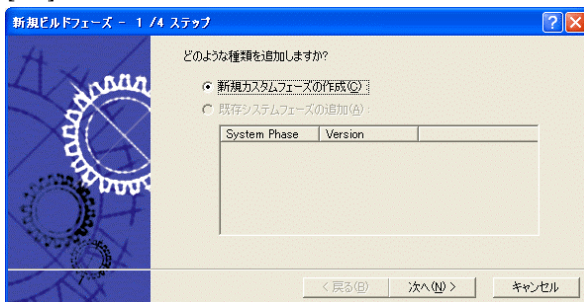 新規ビルドフェーズ - 1 /4 ステップ
どのような種類を追加しますか?
新規カスタムフェーズの作成(C) :
既存システムフェーズの追加(A) :
System Phase Version
< 戻る(B) 次へ(N) > キャンセル